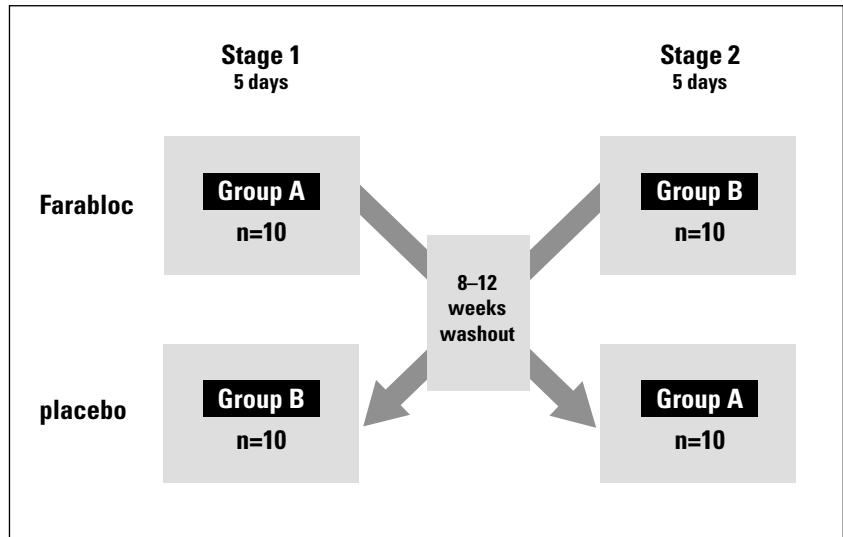 Stage 1
5 days
Stage 2
5 days
Farabloc
Group A
n=10
Group B
n=10
8–12
weeks
washout
placebo
Group B
n=10
Group A
n=10